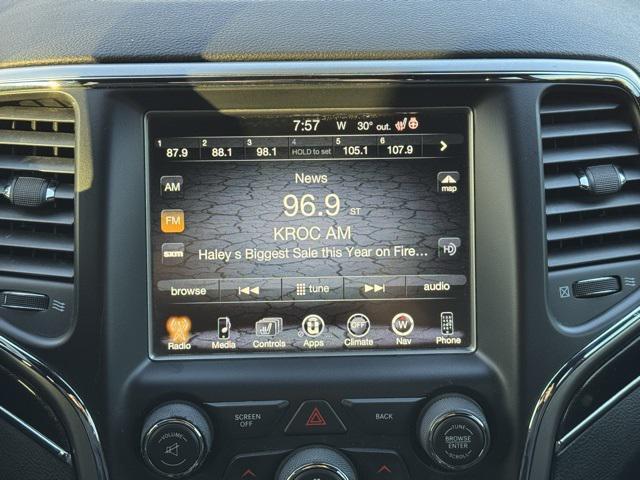 7:57 W 30° out.
1 87.9 2 88.1 3 98.1 4 HOLD to set 5 105.1 6 107.9
AM News map
FM 96.9 ST
KROC AM
sxm Haley s Biggest Sale this Year on Fire... HD
browse tune audio
Radio Media Controls Apps OFF Climate W Nav Phone
VOLUME SCREEN OFF BACK TUNE BROWSE ENTER SCROLL